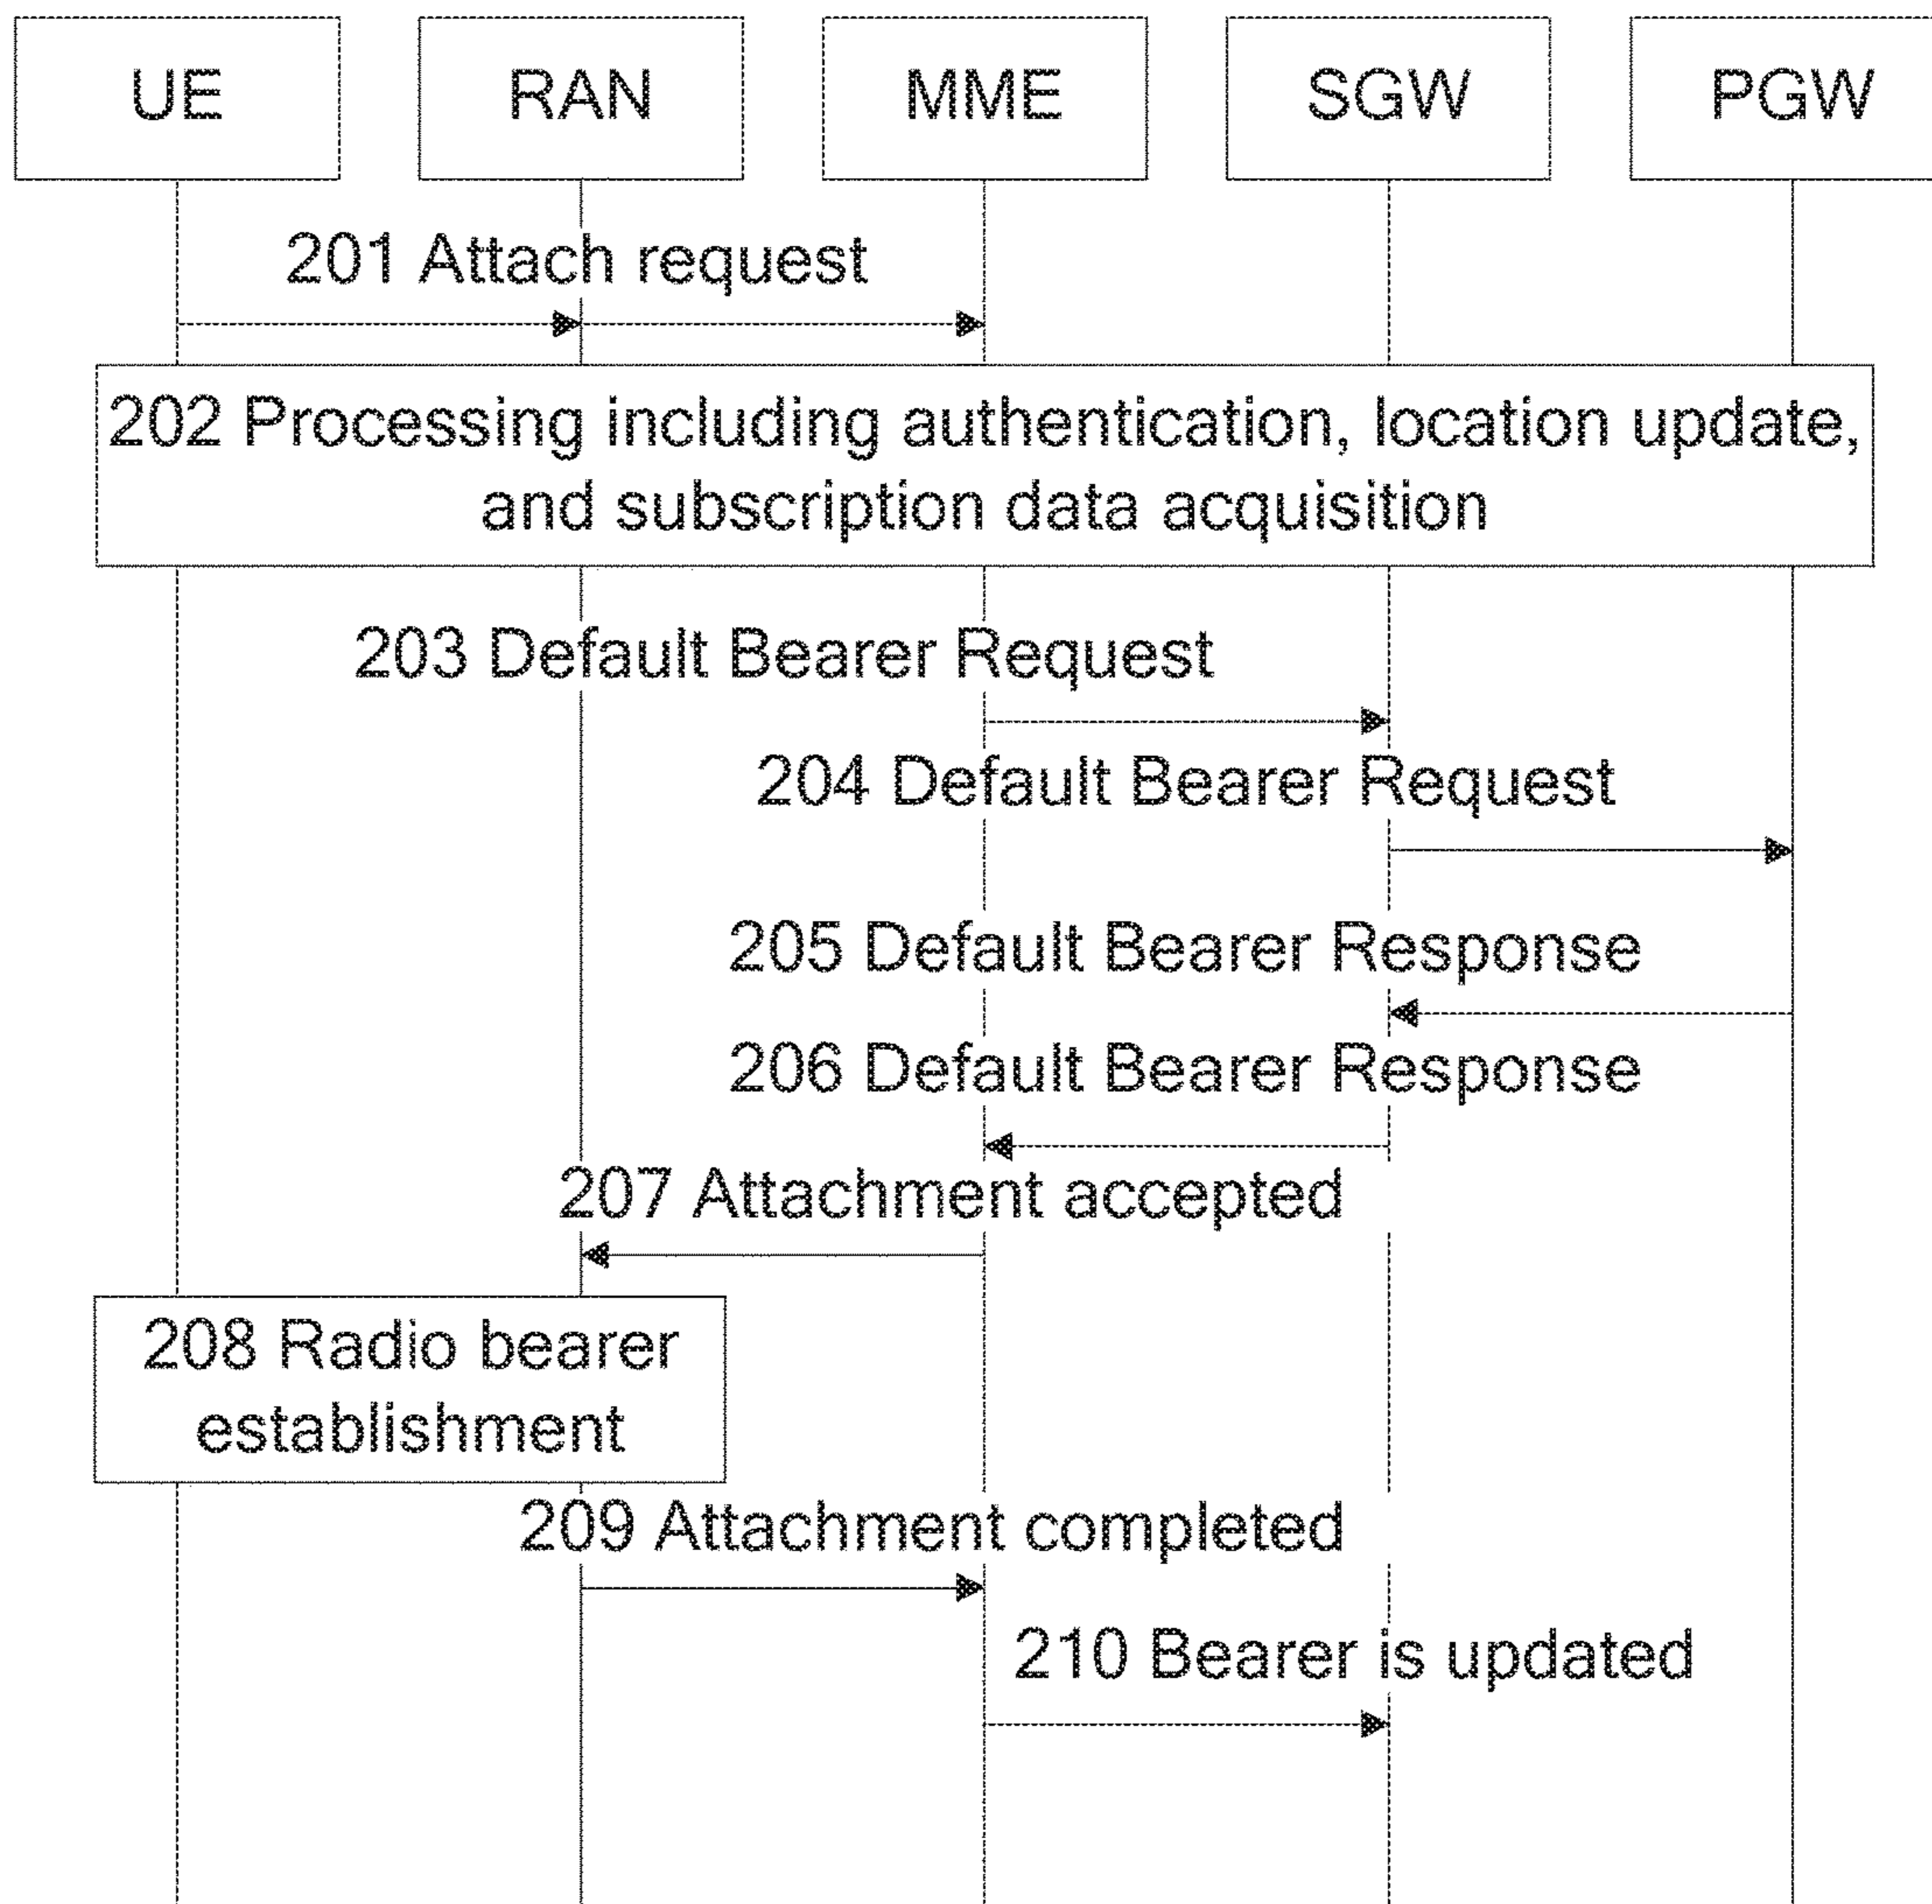 UE
RAN
MME
SGW
PGW
201 Attach request
202 Processing including authentication, location update,
and subscription data acquisition
203 Default Bearer Request
204 Default Bearer Request
205 Default Bearer Response
206 Default Bearer Response
207 Attachment accepted
208 Radio bearer
establishment
209 Attachment completed
210 Bearer is updated